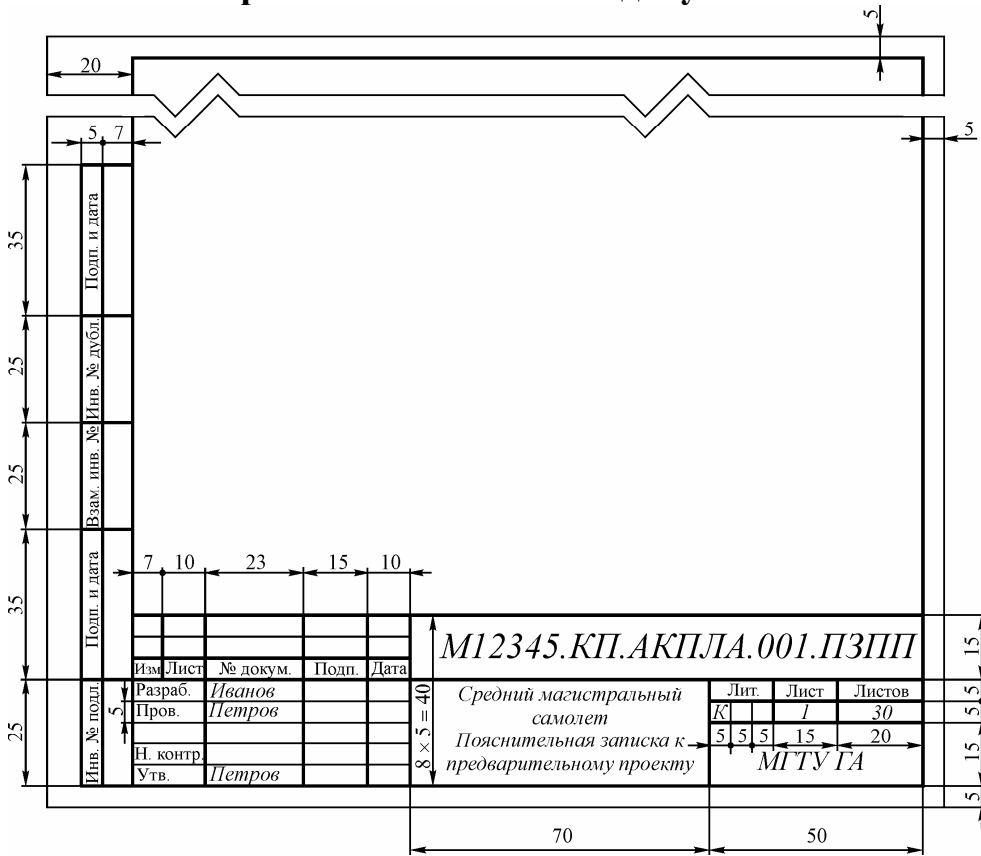 5
20
5 7
5
35
Подп. и дата
25
Инв. № дубл.
25
Взам. инв. №
35
Подп. и дата
25
Инв. № подл.
7 10 23 15 10
М12345.КП.АКПЛА.001.ПЗПП
15
Изм Лист № докум. Подп. Дата
Разраб. Иванов
Пров. Петров
5
Н. контр.
Утв. Петров
8 × 5 = 40
Средний магистральный
самолет
Пояснительная записка к
предварительному проекту
Лит. Лист Листов
К 1 30
5 5 5 15 20
МГТУ ГА
5
5
15
5
70 50